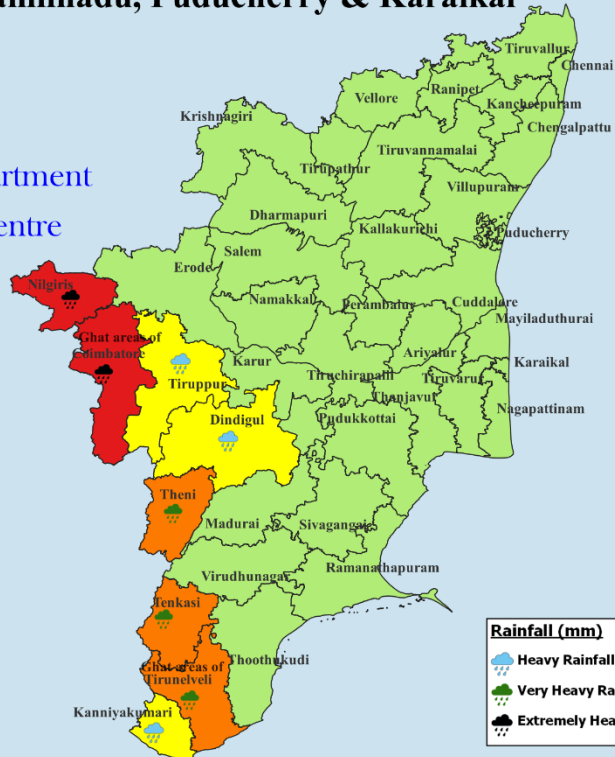 Puducherry & Karaikal
artment
entre
Tiruvallur
Chennai
Ranipet
Vellore
Kancheepuram
Krishnagiri
Chengalpattu
Tiruvannamalai
Tirupathur
Villupuram
Dharmapuri
Kallakurichi
Puducherry
Salem
Erode
Nilgiris
Namakkal
Perambalur
Cuddalore
Mayiladuthurai
Ghat areas of
Coimbatore
Ariyalur
Karur
Karaikal
Tiruchirapalli
Tiruvarur
Tiruppur
Thanjavur
Nagapattinam
Dindigul
Pudukkottai
Theni
Madurai
Sivagangai
Virudhunagar
Ramanathapuram
Tenkasi
Rainfall (mm)
Thoothukudi
Heavy Rainfall
Ghat areas of
Tirunelveli
Very Heavy Ra
Kanniyakumari
Extremely Hea